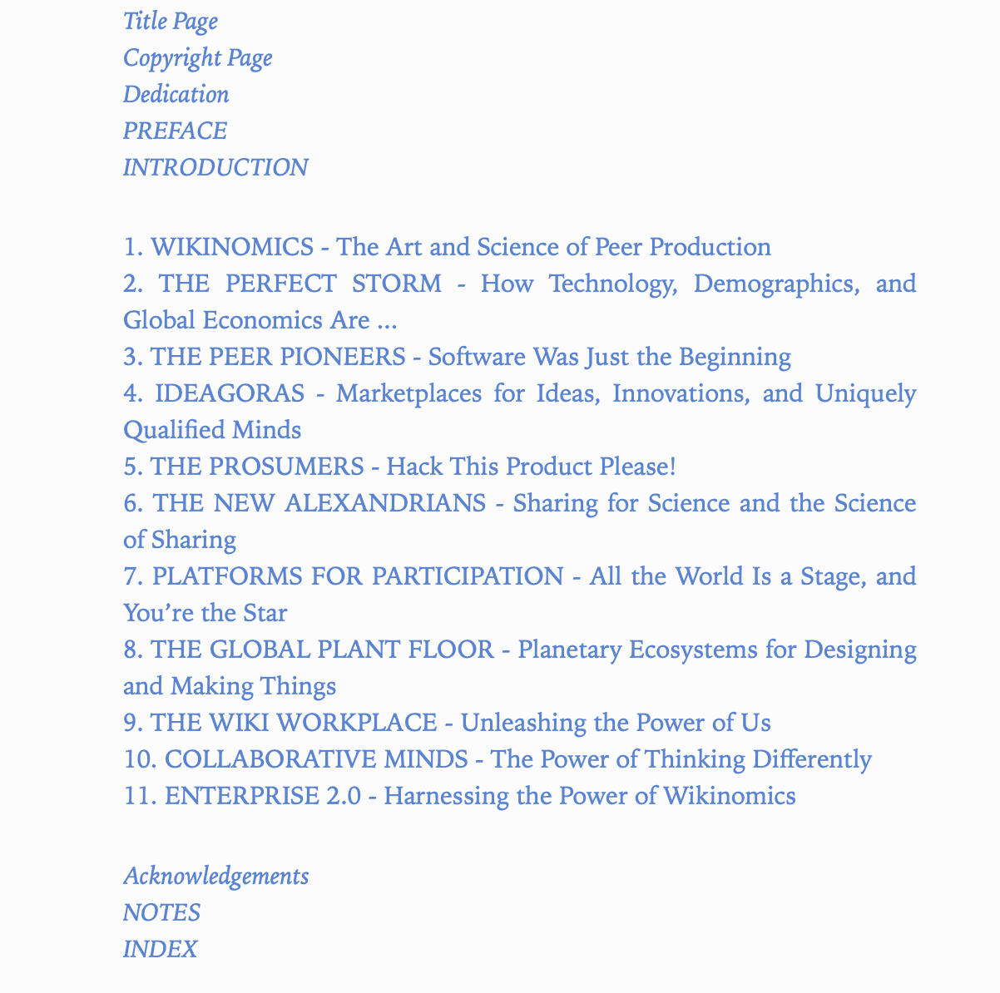 Title Page
Copyright Page
Dedication
PREFACE
INTRODUCTION
1. WIKINOMICS - The Art and Science of Peer Production
2. THE PERFECT STORM - How Technology, Demographics, and
Global Economics Are ...
3. THE PEER PIONEERS - Software Was Just the Beginning
4. IDEAGORAS - Marketplaces for Ideas, Innovations, and Uniquely
Qualified Minds
5. THE PROSUMERS - Hack This Product Please!
6. THE NEW ALEXANDRIANS - Sharing for Science and the Science
of Sharing
7. PLATFORMS FOR PARTICIPATION - All the World Is a Stage, and
You’re the Star
8. THE GLOBAL PLANT FLOOR - Planetary Ecosystems for Designing
and Making Things
9. THE WIKI WORKPLACE - Unleashing the Power of Us
10. COLLABORATIVE MINDS - The Power of Thinking Differently
11. ENTERPRISE 2.0 - Harnessing the Power of Wikinomics
Acknowledgements
NOTES
INDEX